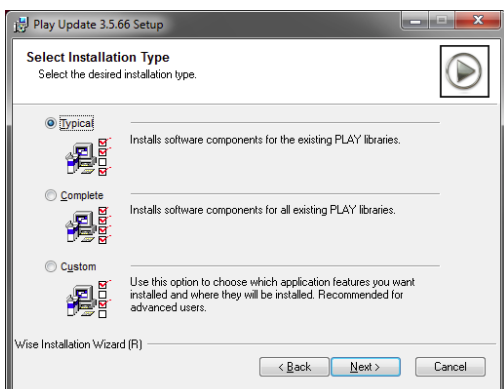 Play Update 3.5.66 Setup
Select Installation Type
Select the desired installation type.
Typical
Installs software components for the existing PLAY libraries.
Complete
Installs software components for all existing PLAY libraries.
Custom
Use this option to choose which application features you want
installed and where they will be installed. Recommended for
advanced users.
Wise Installation Wizard (R)
< Back
Next >
Cancel